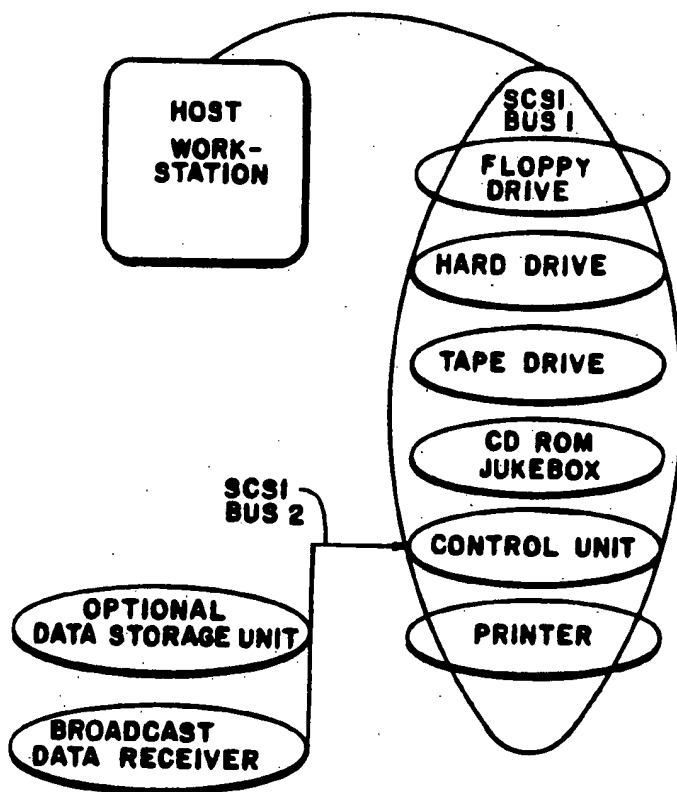 HOST
WORK-
STATION
SCSI
BUS 1
FLOPPY
DRIVE
HARD DRIVE
TAPE DRIVE
CD ROM
JUKEBOX
SCSI
BUS 2
CONTROL UNIT
OPTIONAL
DATA STORAGE UNIT
PRINTER
BROADCAST
DATA RECEIVER